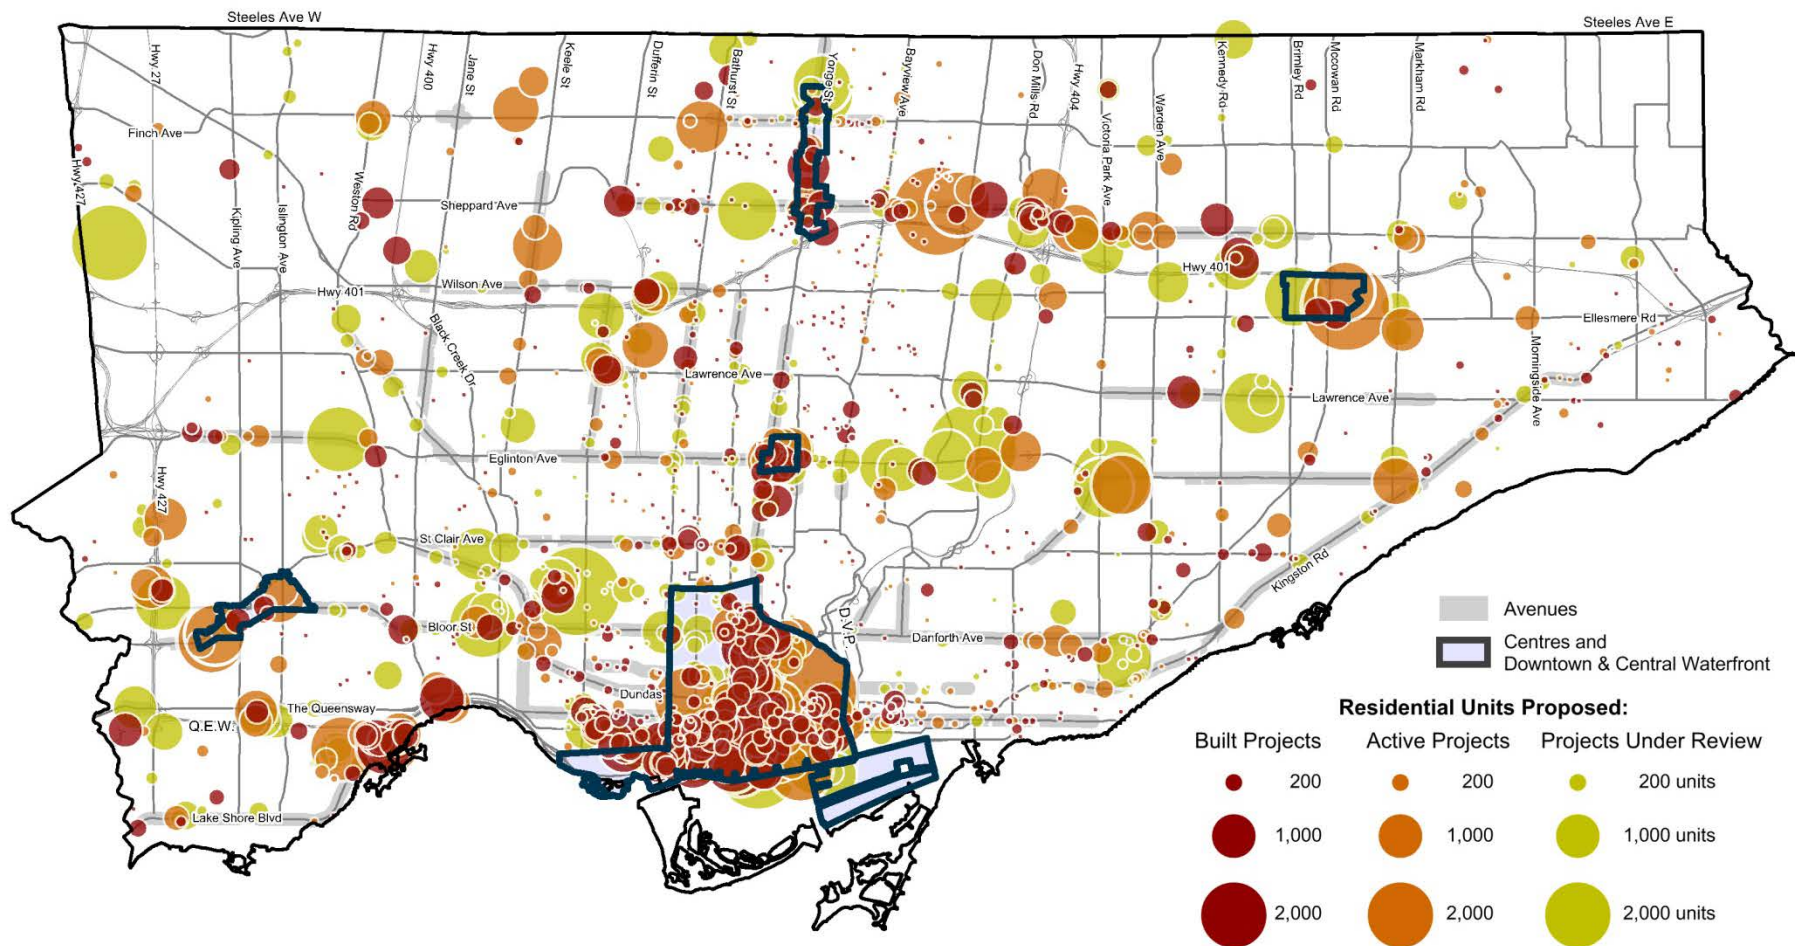 Steeles Ave W
Steeles Ave E
Hwy 27
Hwy 400
Jane St
Keele St
Dufferin St
Bathurst St
Yonge St
Bayview Ave
Don Mills Rd
Hwy 404
Victoria Park Ave
Warden Ave
Kennedy Rd
Brimley Rd
Mccowan Rd
Markham Rd
Finch Ave
Hwy 427
Kipling Ave
Islington Ave
Weston Rd
Sheppard Ave
Hwy 401
Wilson Ave
Hwy 401
Black Creek Dr
Ellesmere Rd
Morningside Ave
Lawrence Ave
Lawrence Ave
Eglinton Ave
Hwy 427
St Clair Ave
Kingston Rd
D.V.P.
Bloor St
Danforth Ave
Dundas
The Queensway
Q.E.W.
Lake Shore Blvd
Avenues
Centres and
Downtown & Central Waterfront
Residential Units Proposed:
Built Projects Active Projects Projects Under Review
200 200 200 units
1,000 1,000 1,000 units
2,000 2,000 2,000 units